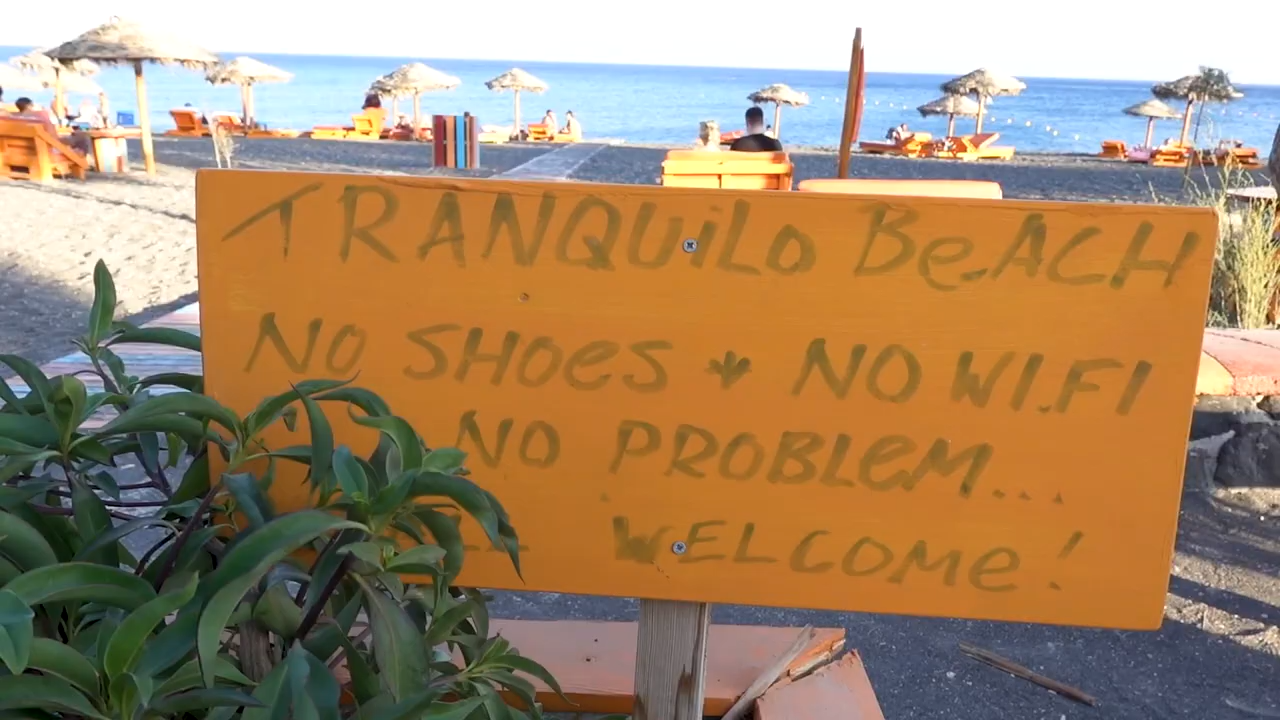 TRANQUiLo BeACH
NO SHOeS + NO WI.FI
NO PROBLeM...
WELCOMe!